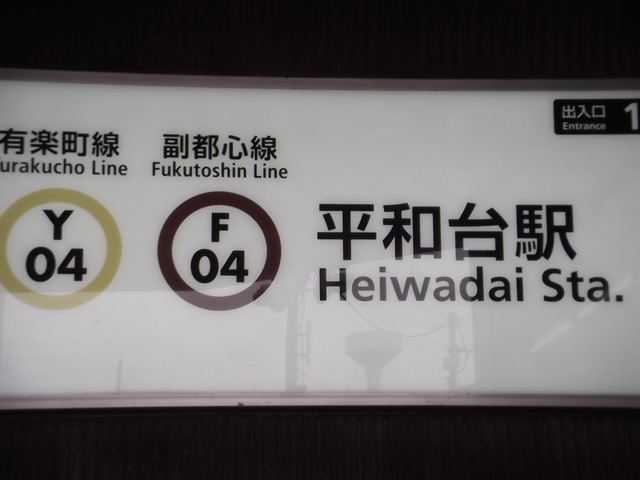 出入口 1
Entrance
有楽町線
urakucho Line
Y
04
副都心線
Fukutoshin Line
F
04
平和台駅
Heiwadai Sta.